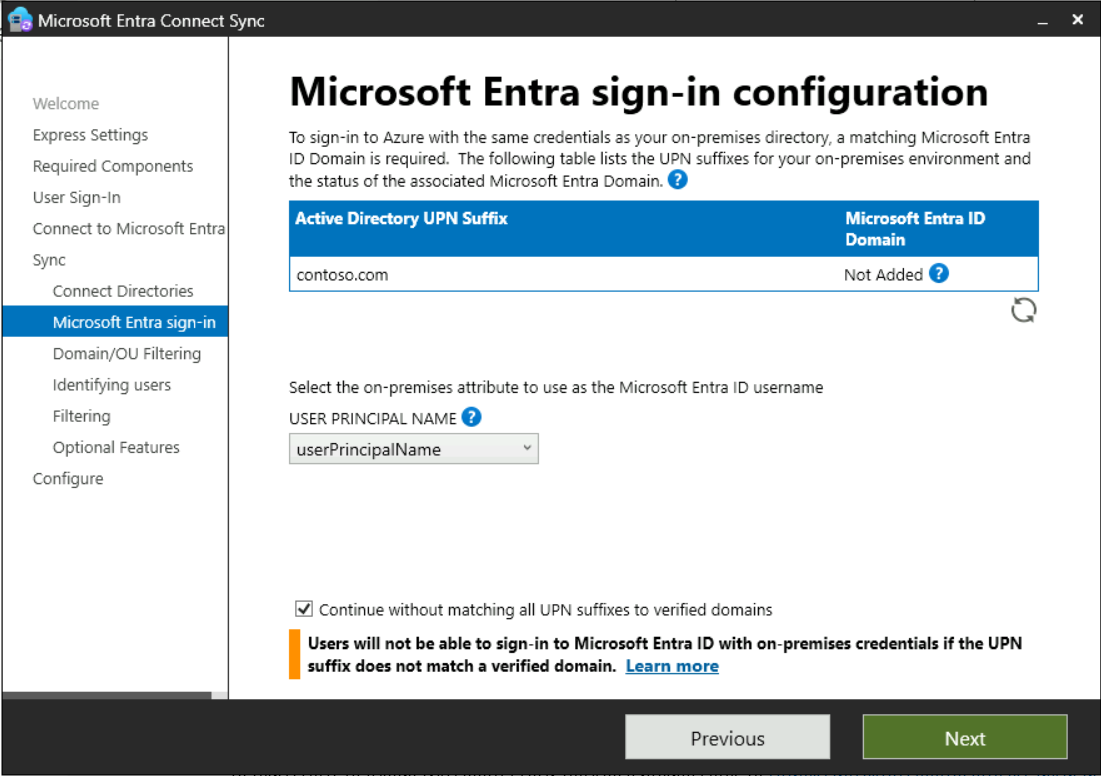 Microsoft Entra Connect Sync
Welcome
Express Settings
Required Components
User Sign-In
Connect to Microsoft Entra
Sync
Connect Directories
Microsoft Entra sign-in
Domain/OU Filtering
Identifying users
Filtering
Optional Features
Configure
Microsoft Entra sign-in configuration
To sign-in to Azure with the same credentials as your on-premises directory, a matching Microsoft Entra
ID Domain is required. The following table lists the UPN suffixes for your on-premises environment and
the status of the associated Microsoft Entra Domain. ?
Active Directory UPN Suffix
Microsoft Entra ID
Domain
contoso.com
Not Added ?
Select the on-premises attribute to use as the Microsoft Entra ID username
USER PRINCIPAL NAME ?
userPrincipalName
Continue without matching all UPN suffixes to verified domains
Users will not be able to sign-in to Microsoft Entra ID with on-premises credentials if the UPN
suffix does not match a verified domain. Learn more
Previous
Next